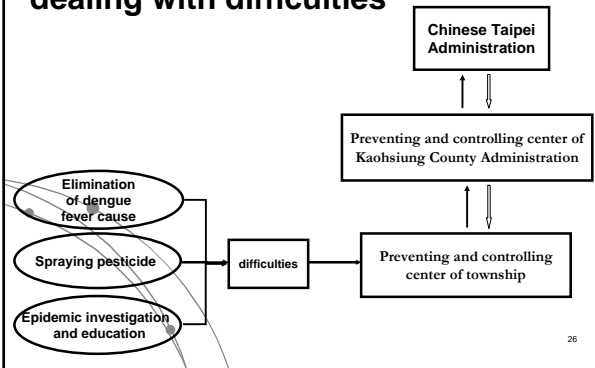 dealing with difficulties
Chinese Taipei
Administration
Preventing and controlling center of
Kaohsiung County Administration
Elimination
of dengue
fever cause
Spraying pesticide
difficulties
Preventing and controlling
center of township
Epidemic investigation
and education
26